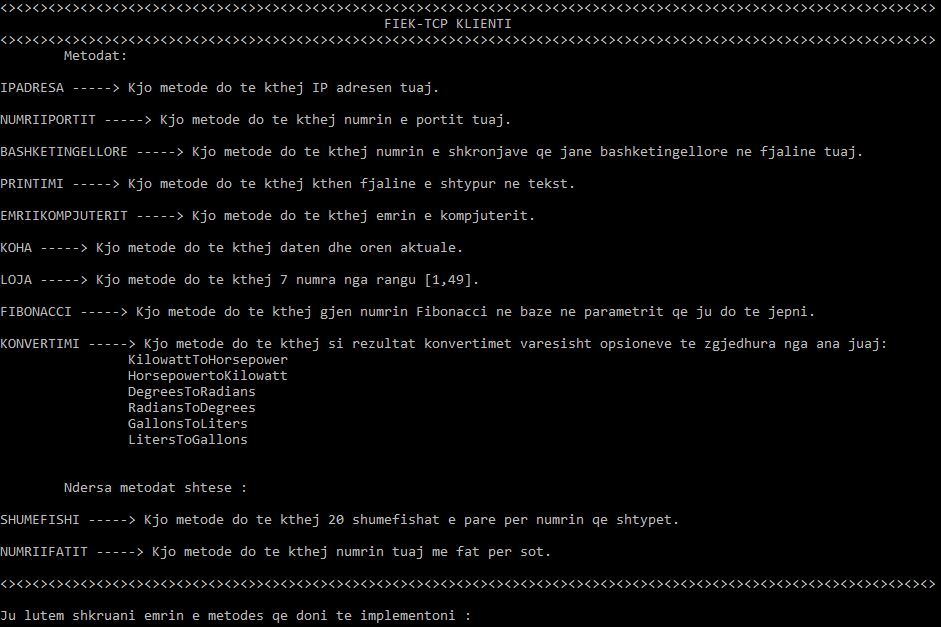 <><><><><><><><><><><><><><><><>><><><><><><><><><><><><><><><><><><><><><><><><><><><><><><><><><><><><><><><><><><>
FIEK-TCP KLIENTI
<><><><><><><><><><><><><><><><>><><><><><><><><><><><><><><><><><><><><><><><><><><><><><><><><><><><><><><><><><><>
Metodat:
IPADRESA -----> Kjo metode do te kthej IP adresen tuaj.
NUMRIIPORTIT -----> Kjo metode do te kthej numrin e portit tuaj.
BASHKETINGELLORE -----> Kjo metode do te kthej numrin e shkronjave qe jane bashketingellore ne fjaline tuaj.
PRINTIMI -----> Kjo metode do te kthej kthen fjaline e shtypur ne tekst.
EMRIIKOMPJUTERIT -----> Kjo metode do te kthej emrin e kompjuterit.
KOHA -----> Kjo metode do te kthej daten dhe oren aktuale.
LOJA -----> Kjo metode do te kthej 7 numra nga rangu [1,49].
FIBONACCI -----> Kjo metode do te kthej gjen numrin Fibonacci ne baze ne parametrit qe ju do te jepni.
KONVERTIMI -----> Kjo metode do te kthej si rezultat konvertimet varesisht opsioneve te zgjedhura nga ana juaj:
KilowattToHorsepower
HorsepowertoKilowatt
DegreesToRadians
RadiansToDegrees
GallonsToLiters
LitersToGallons
Ndersa metodat shtese :
SHUMEFISHI -----> Kjo metode do te kthej 20 shumefishat e pare per numrin qe shtypet.
NUMRIIFATIT -----> Kjo metode do te kthej numrin tuaj me fat per sot.
<><><><><><><><><><><><><><><><>><><><><><><><><><><><><><><><><><><><><><><><><><><><><><><><><><><><><><><><><><><>
Ju lutem shkruani emrin e metodes qe doni te implementoni :